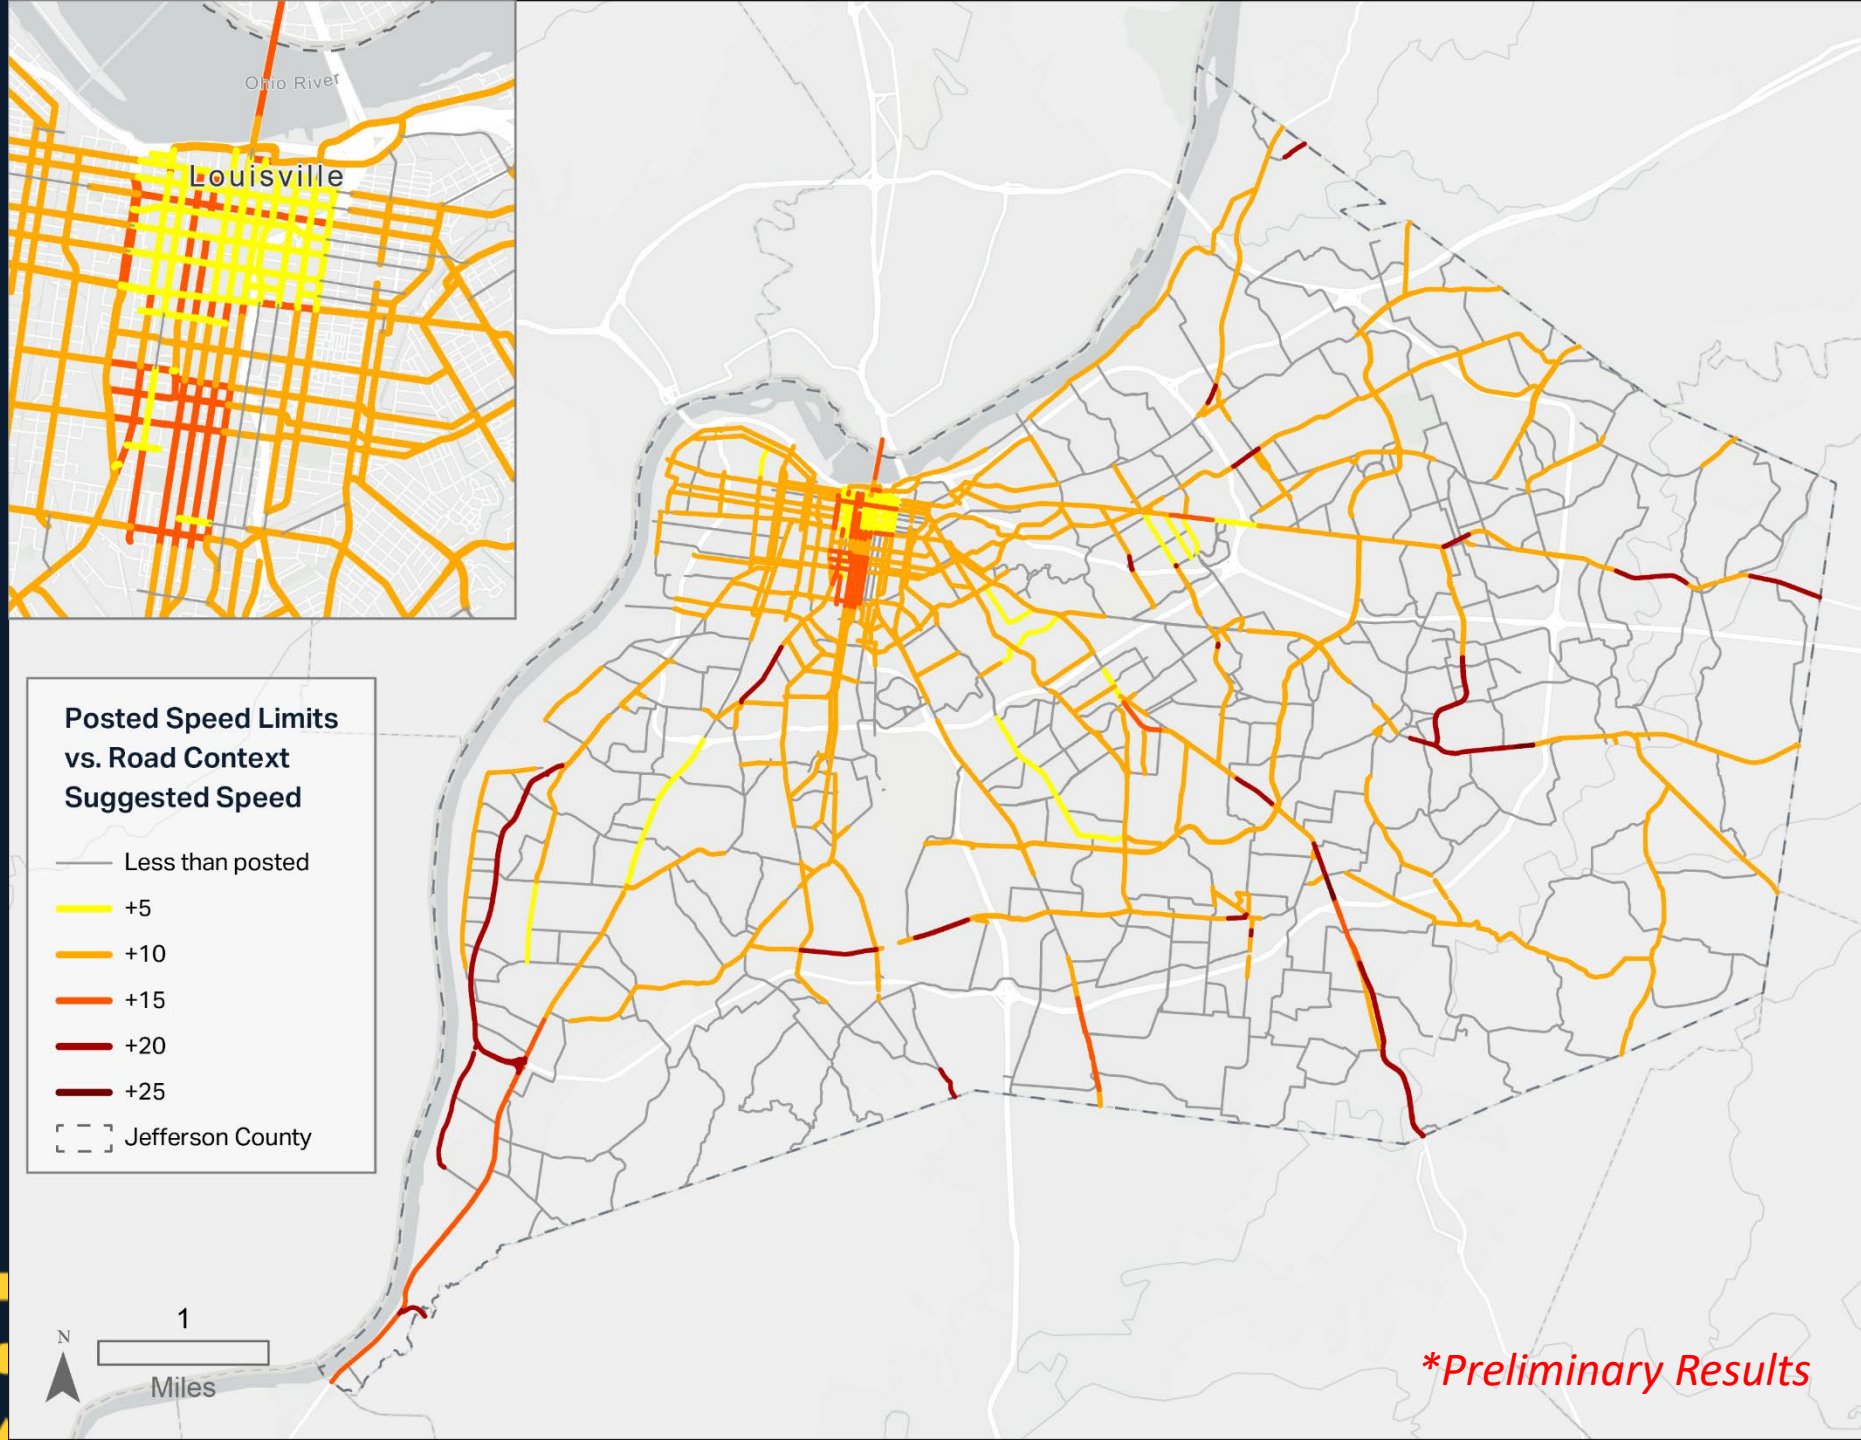 Ohio River
Louisville
Posted Speed Limits
vs. Road Context
Suggested Speed
Less than posted
+5
+10
+15
+20
+25
Jefferson County
1
N
Miles
*Preliminary Results